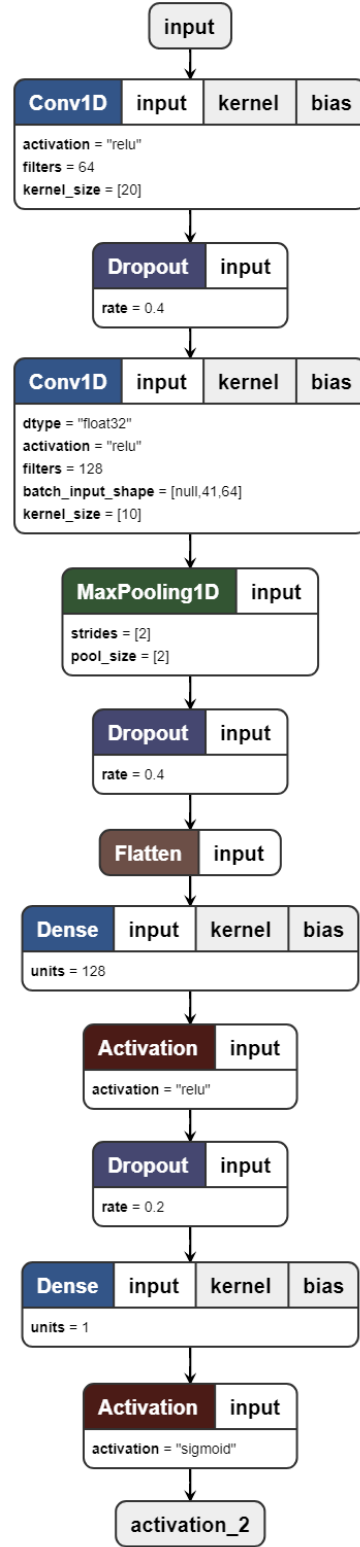 input
Conv1D input kernel bias
activation = "relu"
filters = 64
kernel_size = [20]
Dropout input
rate = 0.4
Conv1D input kernel bias
dtype = "float32"
activation = "relu"
filters = 128
batch_input_shape = [null,41,64]
kernel_size = [10]
MaxPooling1D input
strides = [2]
pool_size = [2]
Dropout input
rate = 0.4
Flatten input
Dense input kernel bias
units = 128
Activation input
activation = "relu"
Dropout input
rate = 0.2
Dense input kernel bias
units = 1
Activation input
activation = "sigmoid"
activation_2